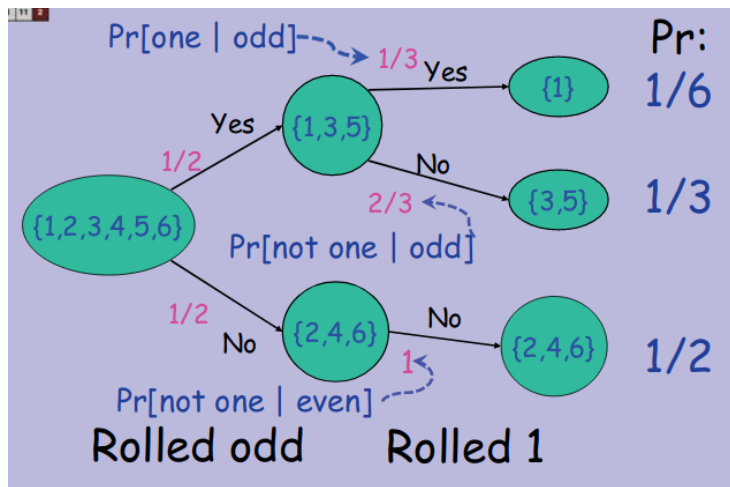 11
Pr[one | odd]
Pr:
1/3
Yes
{1}
1/6
Yes
{1,3,5}
1/2
No
2/3
{3,5}
1/3
{1,2,3,4,5,6}
Pr[not one | odd]
1/2
No
{2,4,6}
No
{2,4,6}
1/2
1
Pr[not one | even]
Rolled odd
Rolled 1